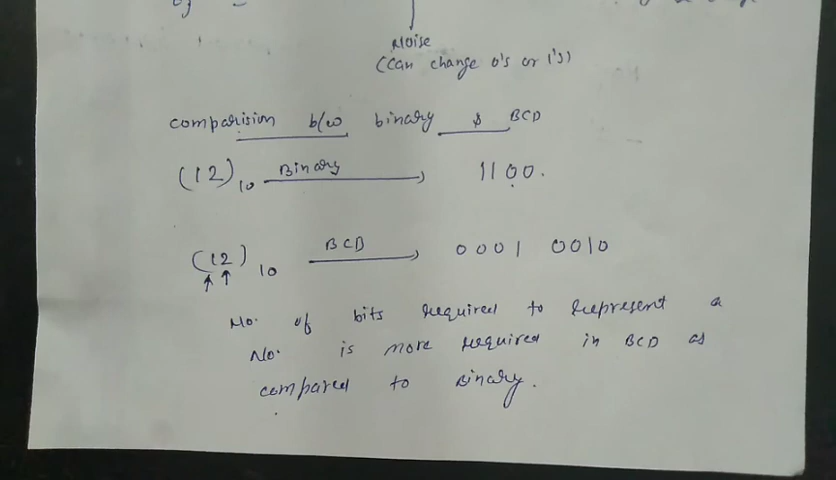 of
Noise
(Can change 0's or 1's)
comparision b/w binary & BCD
(12)10 Binary → 1100.
(12)10 BCD → 0001 0010
No. of bits required to represent a
No. is more required in BCD as
compared to Binary.